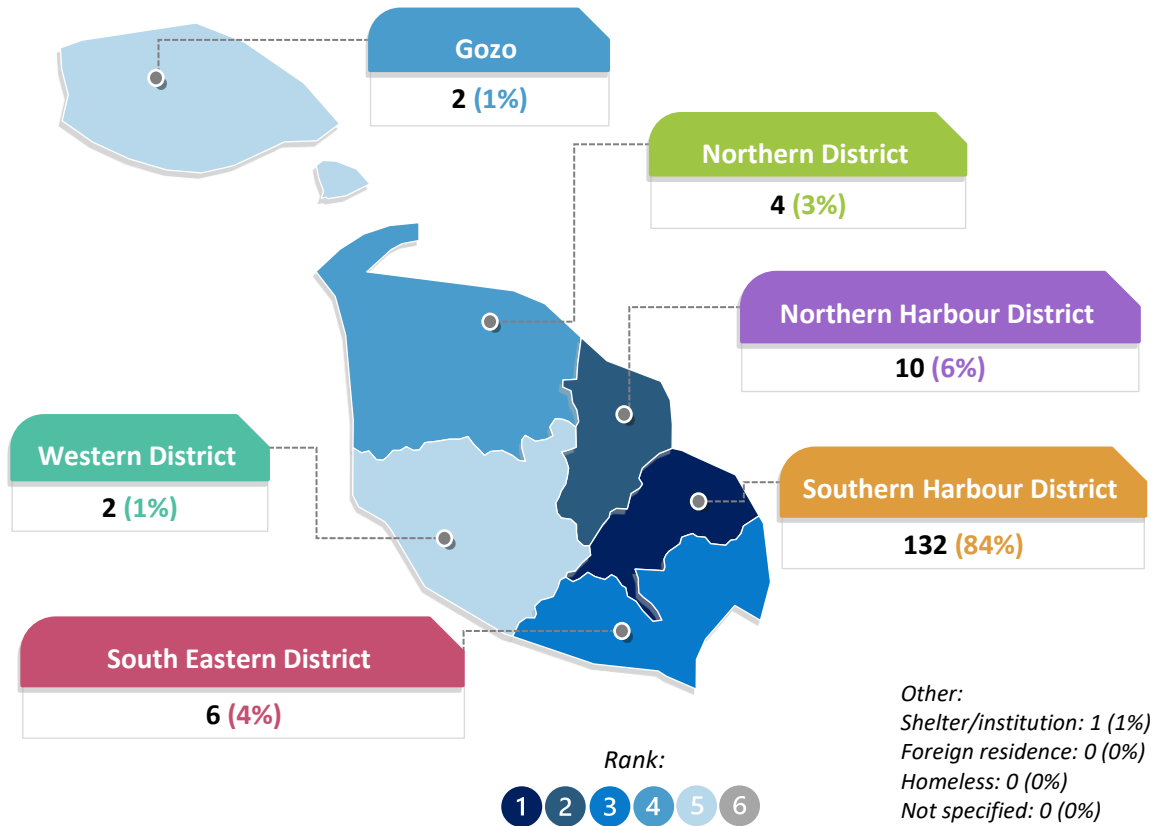 Gozo
2 (1%)
Northern District
4 (3%)
Northern Harbour District
10 (6%)
Western District
2 (1%)
Southern Harbour District
132 (84%)
South Eastern District
6 (4%)
Other:
Shelter/institution: 1 (1%)
Foreign residence: 0 (0%)
Homeless: 0 (0%)
Not specified: 0 (0%)
Rank:
1 2 3 4 5 6